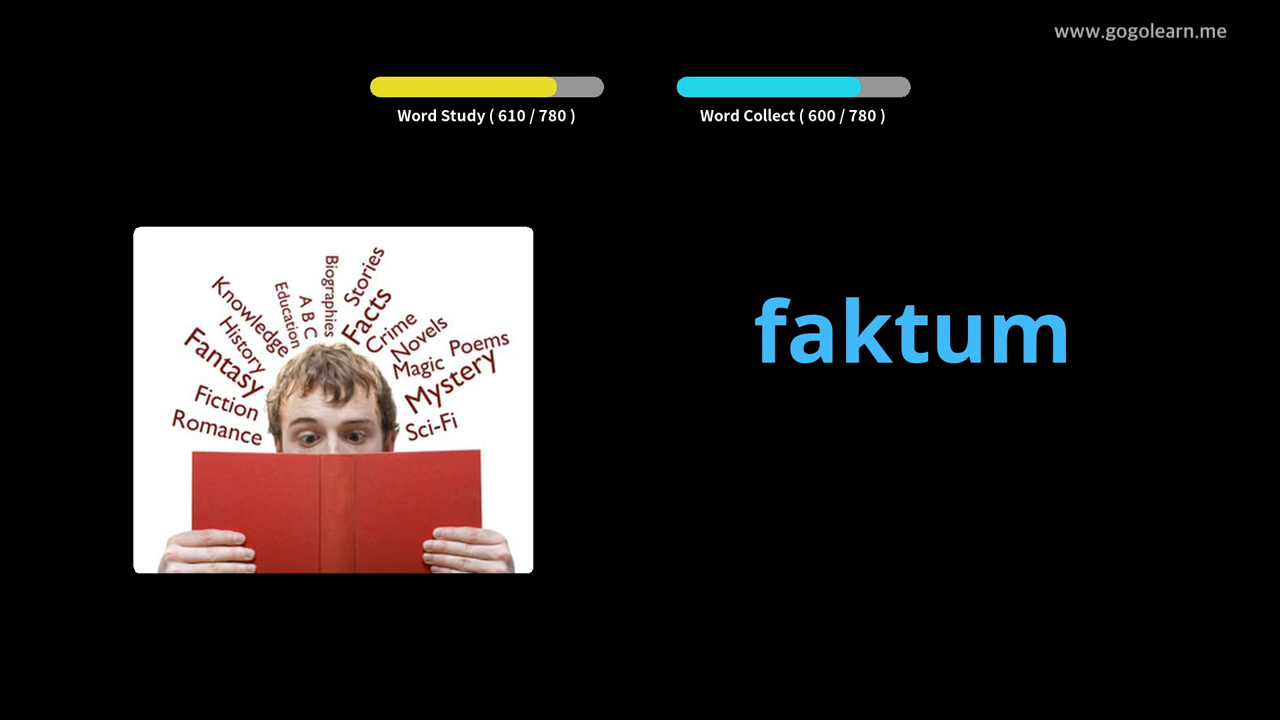 www.gogolearn.me
Word Study ( 610 / 780 )
Word Collect ( 600 / 780 )
Knowledge
Education
A B C
Biographies
Stories
Facts
Crime
Novels
Poems
Magic
Mystery
Sci-Fi
History
Fantasy
Fiction
Romance
faktum